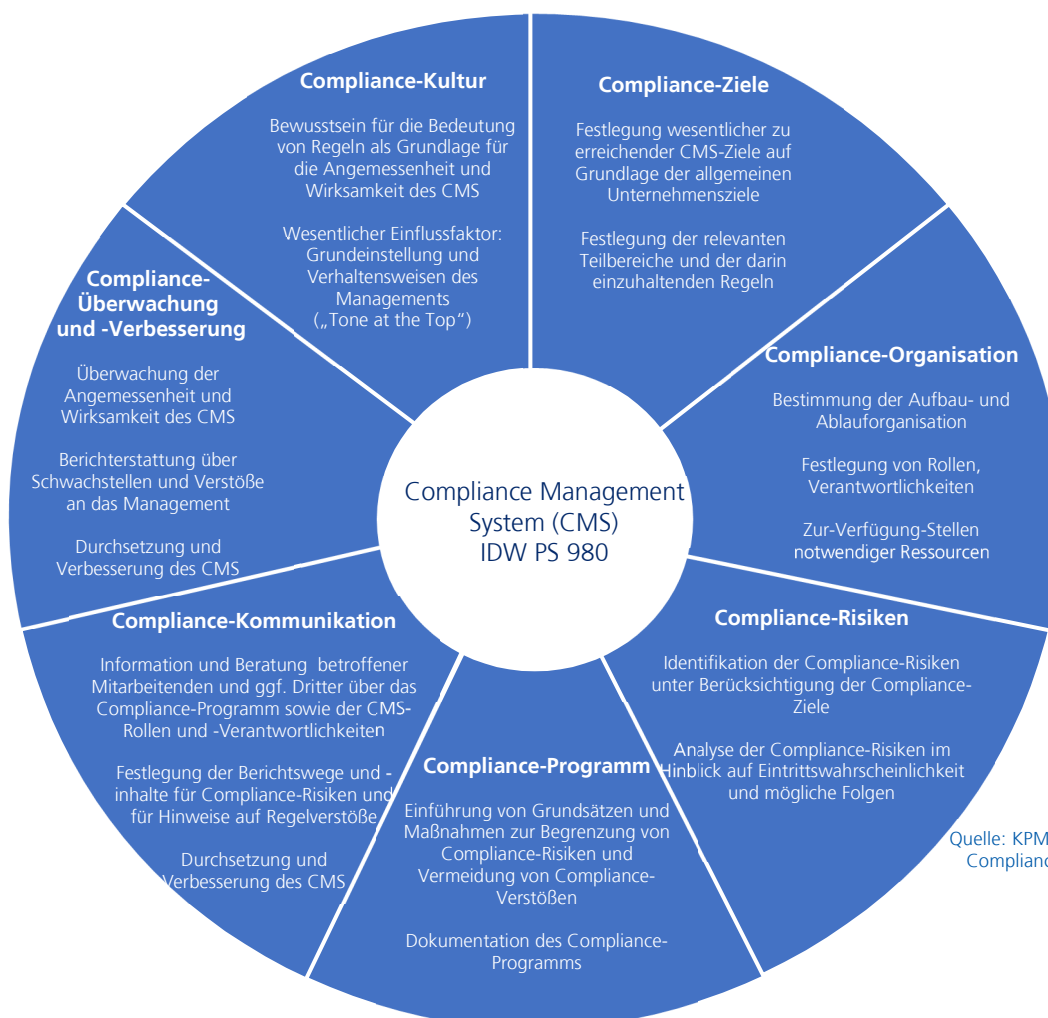 Compliance-Kultur
Bewusstsein für die Bedeutung
von Regeln als Grundlage für
die Angemessenheit und
Wirksamkeit des CMS
Wesentlicher Einflussfaktor:
Grundeinstellung und
Verhaltensweisen des
Managements
(„Tone at the Top“)
Compliance-Ziele
Festlegung wesentlicher zu
erreichender CMS-Ziele auf
Grundlage der allgemeinen
Unternehmensziele
Festlegung der relevanten
Teilbereiche und der darin
einzuhaltenden Regeln
Compliance-Organisation
Bestimmung der Aufbau- und
Ablauforganisation
Festlegung von Rollen,
Verantwortlichkeiten
Zur-Verfügung-Stellen
notwendiger Ressourcen
Compliance-Risiken
Identifikation der Compliance-Risiken
unter Berücksichtigung der Compliance-
Ziele
Analyse der Compliance-Risiken im
Hinblick auf Eintrittswahrscheinlichkeit
und mögliche Folgen
Compliance-Programm
Einführung von Grundsätzen und
Maßnahmen zur Begrenzung von
Compliance-Risiken und
Vermeidung von Compliance-
Verstößen
Dokumentation des Compliance-
Programms
Compliance-Kommunikation
Information und Beratung betroffener
Mitarbeitenden und ggf. Dritter über das
Compliance-Programm sowie der CMS-
Rollen und -Verantwortlichkeiten
Festlegung der Berichtswege und -
inhalte für Compliance-Risiken und
für Hinweise auf Regelverstöße
Durchsetzung und
Verbesserung des CMS
Compliance-
Überwachung
und -Verbesserung
Überwachung der
Angemessenheit und
Wirksamkeit des CMS
Berichterstattung über
Schwachstellen und Verstöße
an das Management
Durchsetzung und
Verbesserung des CMS
Compliance Management
System (CMS)
IDW PS 980
Quelle: KPM
Complianc